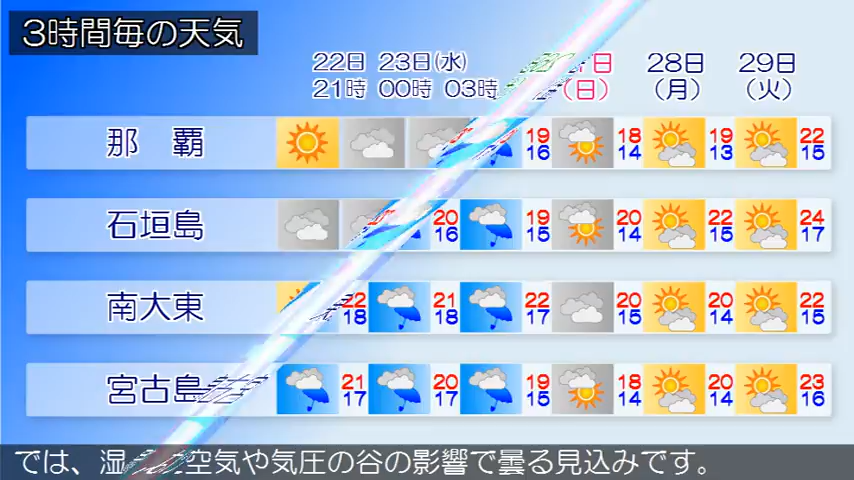 3時間毎の天気
22日 23日(水) 日 28日 29日
21時 00時 03時 (日) (月) (火)
那覇 19 18 19 22
16 14 13 15
石垣島 20 19 20 22 24
16 15 14 15 17
南大東 22 21 22 20 20 22
18 18 17 15 14 15
宮古島 21 20 19 18 20 23
17 17 15 14 14 16
では、湿 空気や気圧の谷の影響で曇る見込みです。